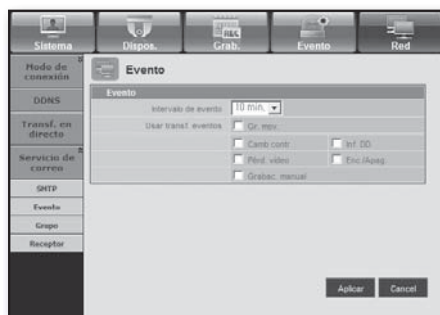 REC
Sistema
Dispos.
Grab.
Evento
Red
Modo de
conexión
DDNS
Transf. en
directo
Servicio de
correo
SMTP
Evento
Grupo
Receptor
Evento
Evento
Intervalo de evento
10 min.
Usar transf. eventos
Gr. mov.
Camb contr.
Inf. DD.
Pérd. vídeo
Enc./Apag.
Grabac. manual
Aplicar
Cancel